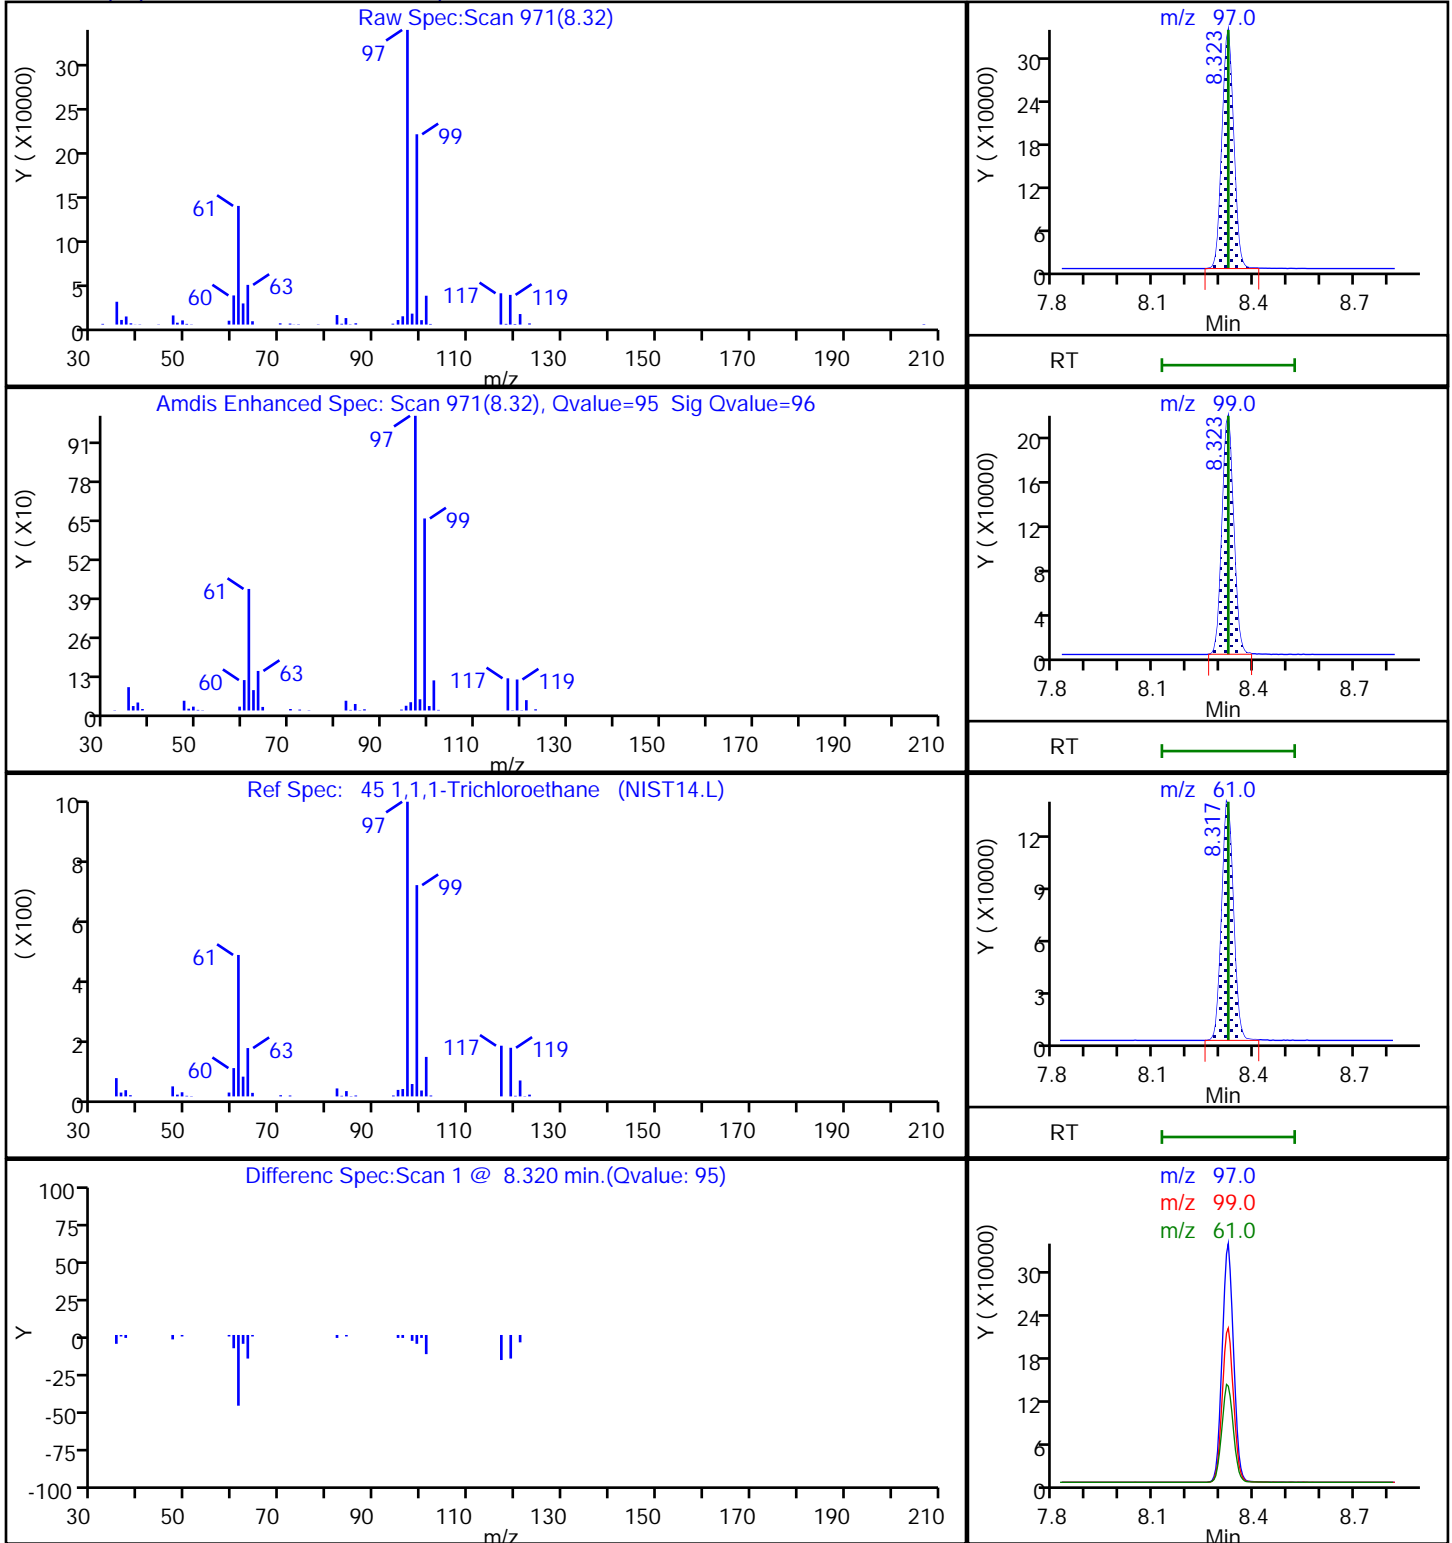 Raw Spec:Scan 971(8.32)
Y ( X10000)
30
25
20
15
10
5
0
97
99
61
60
63
117
119
30 50 70 90 110 130 150 170 190 210
m/z
m/z 97.0
Y ( X10000)
30
24
18
12
6
0
8.323
7.8 8.1 8.4 8.7
Min
RT
Amdis Enhanced Spec: Scan 971(8.32), Qvalue=95 Sig Qvalue=96
Y ( X10)
91
78
65
52
39
26
13
0
97
99
61
60
63
117
119
30 50 70 90 110 130 150 170 190 210
m/z
m/z 99.0
Y ( X10000)
20
16
12
8
4
0
8.323
7.8 8.1 8.4 8.7
Min
RT
Ref Spec: 45 1,1,1-Trichloroethane (NIST14.L)
( X100)
10
8
6
4
2
0
97
99
61
60
63
117
119
30 50 70 90 110 130 150 170 190 210
m/z 61.0
Y ( X10000)
12
9
6
3
0
8.317
7.8 8.1 8.4 8.7
Min
RT
Differenc Spec:Scan 1 @ 8.320 min.(Qvalue: 95)
Y
100
75
50
25
0
-25
-50
-75
-100
30 50 70 90 110 130 150 170 190 210
m/z
m/z 97.0
m/z 99.0
m/z 61.0
Y ( X10000)
30
24
18
12
6
0
7.8 8.1 8.4 8.7
Min